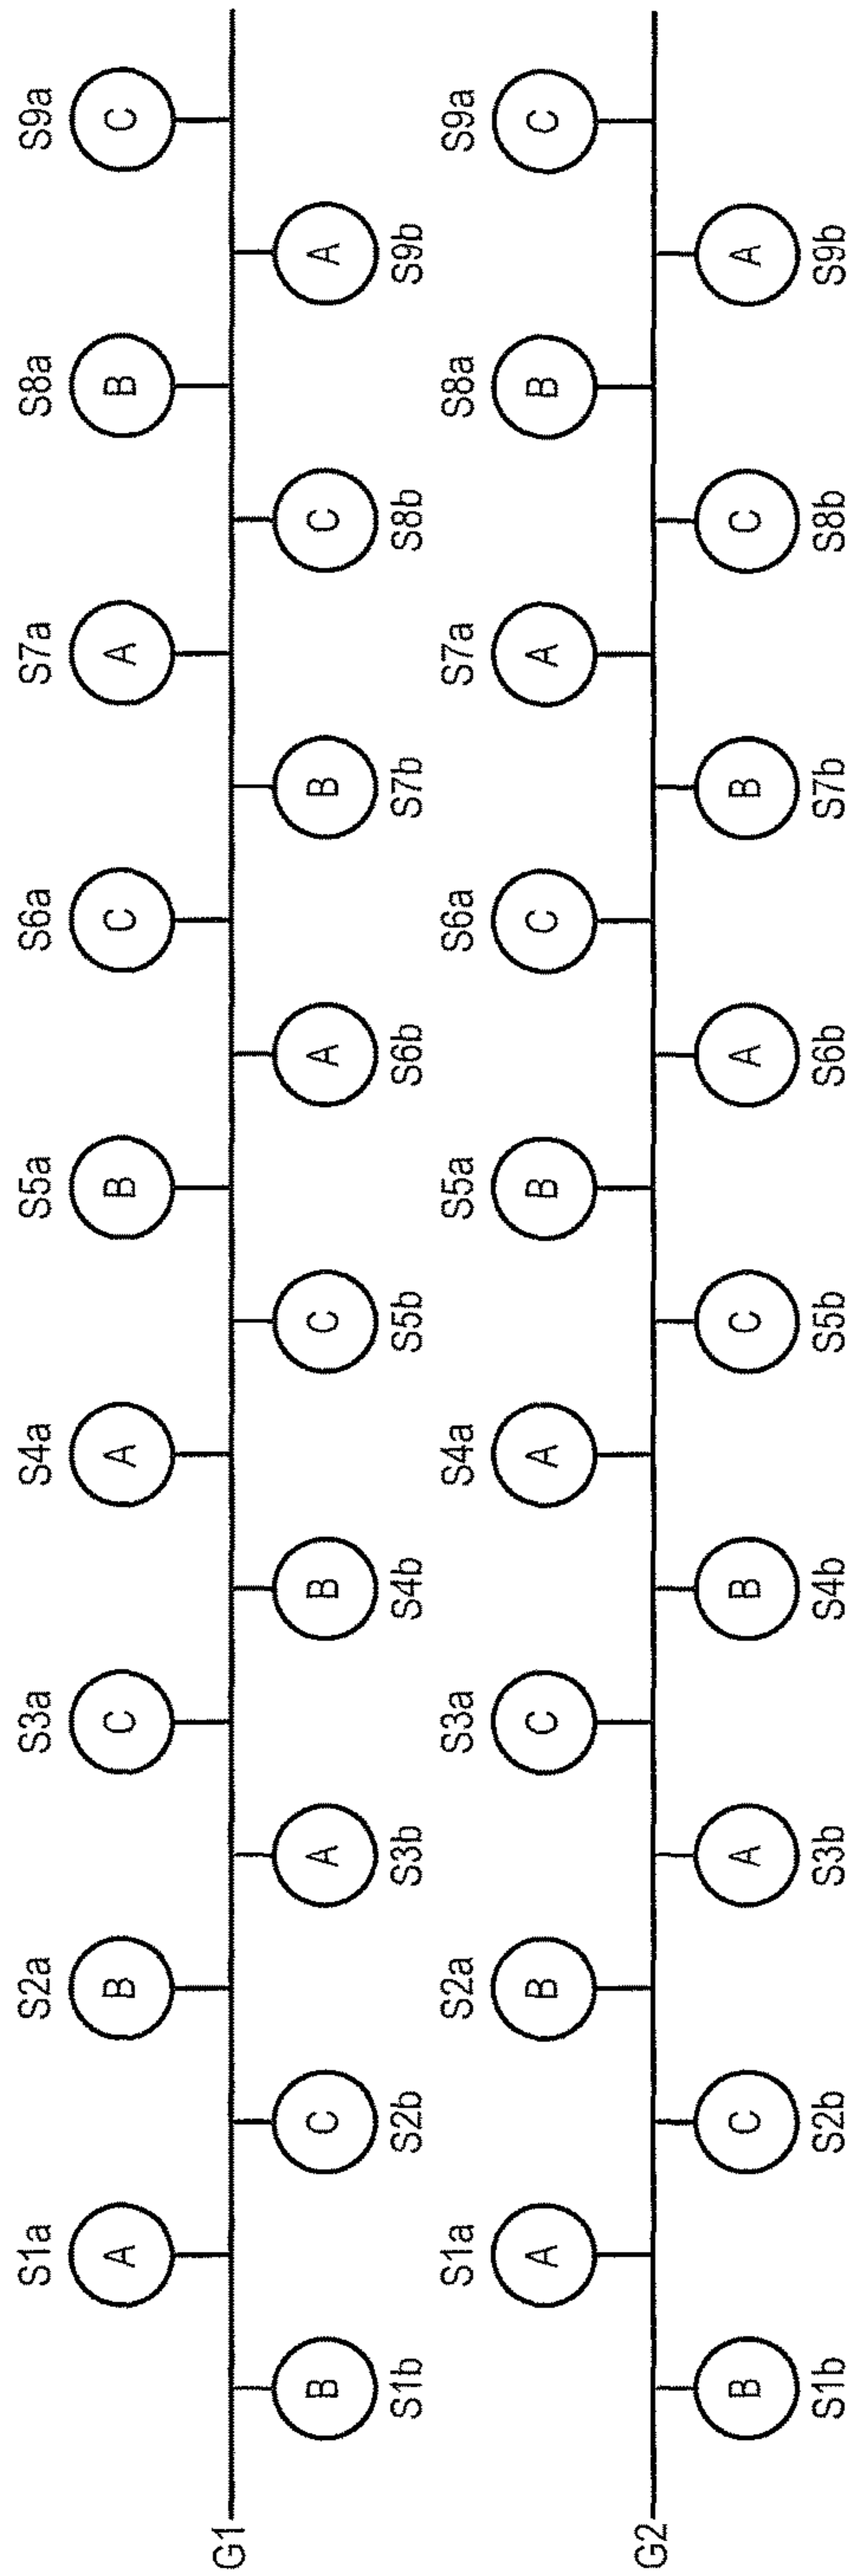 S1a S2a S3a S4a S5a S6a S7a S8a S9a
A B C A B C A B C
G1
B C A B C A B C A
S1b S2b S3b S4b S5b S6b S7b S8b S9b
S1a S2a S3a S4a S5a S6a S7a S8a S9a
A B C A B C A B C
G2
B C A B C A B C A
S1b S2b S3b S4b S5b S6b S7b S8b S9b